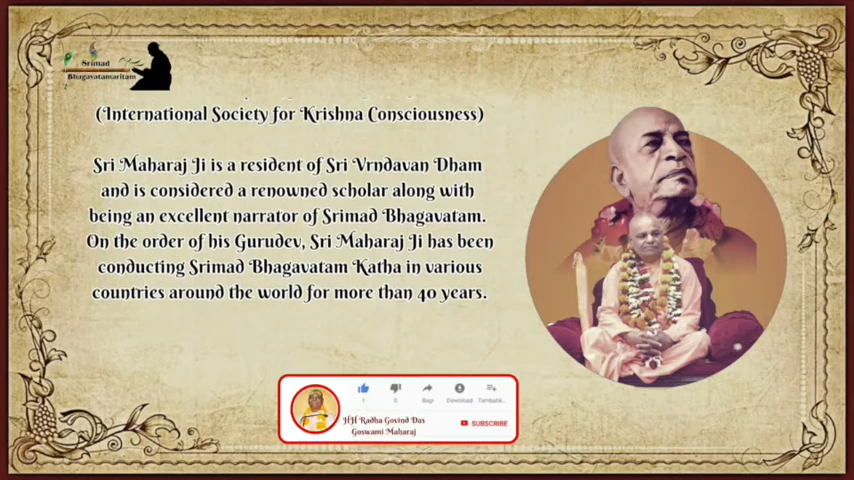 Srimad
Bhagavatamaritam
(International Society for Krishna Consciousness)
Sri Maharaj Ji is a resident of Sri Vrndavan Dham
and is considered a renowned scholar along with
being an excellent narrator of Srimad Bhagavatam.
On the order of his Gurudev, Sri Maharaj Ji has been
conducting Srimad Bhagavatam Katha in various
countries around the world for more than 40 years.
Bagi Download Tambahk...
HH Radha Govind Das
Goswami Maharaj
SUBSCRIBE